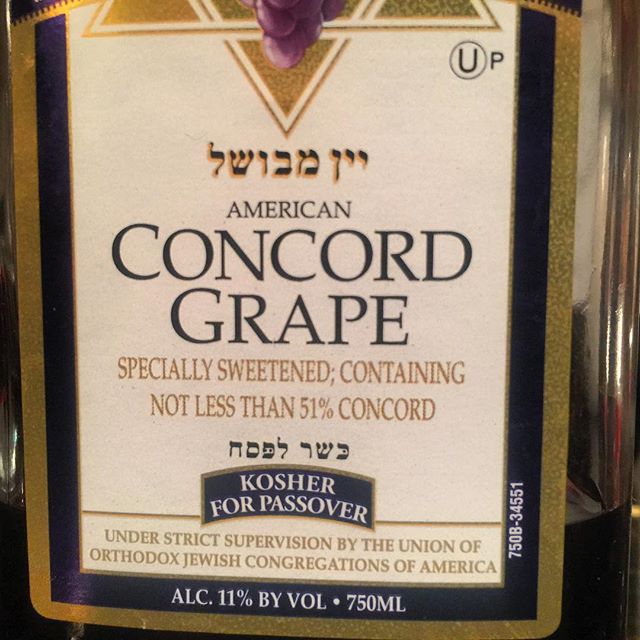 ⓊP
יין מבושל
AMERICAN
CONCORD
GRAPE
SPECIALLY SWEETENED; CONTAINING
NOT LESS THAN 51% CONCORD
כשר לפסח
KOSHER
FOR PASSOVER
UNDER STRICT SUPERVISION BY THE UNION OF
ORTHODOX JEWISH CONGREGATIONS OF AMERICA
750B-34551
ALC. 11% BY VOL • 750ML